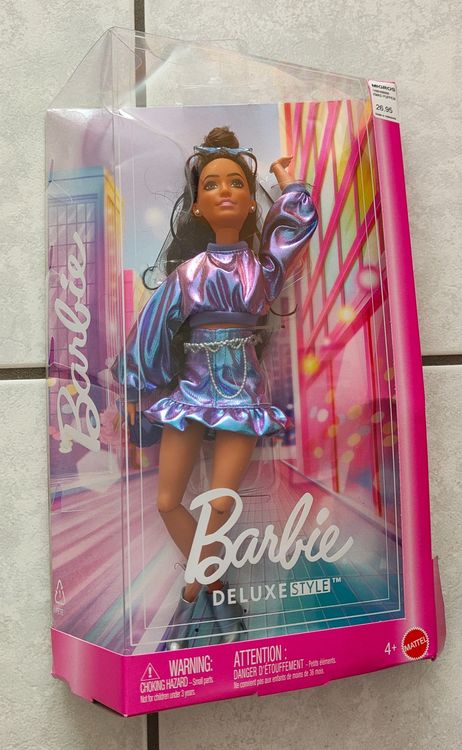 MIGROS
26.95
Barbie
Barbie
DELUXE STYLE™
4+
MATTEL
WARNING:
CHOKING HAZARD – Small parts.
Not for children under 3 years.
ATTENTION :
DANGER D'ÉTOUFFEMENT – Petits éléments.
Ne convient pas aux enfants de moins de 36 mois.